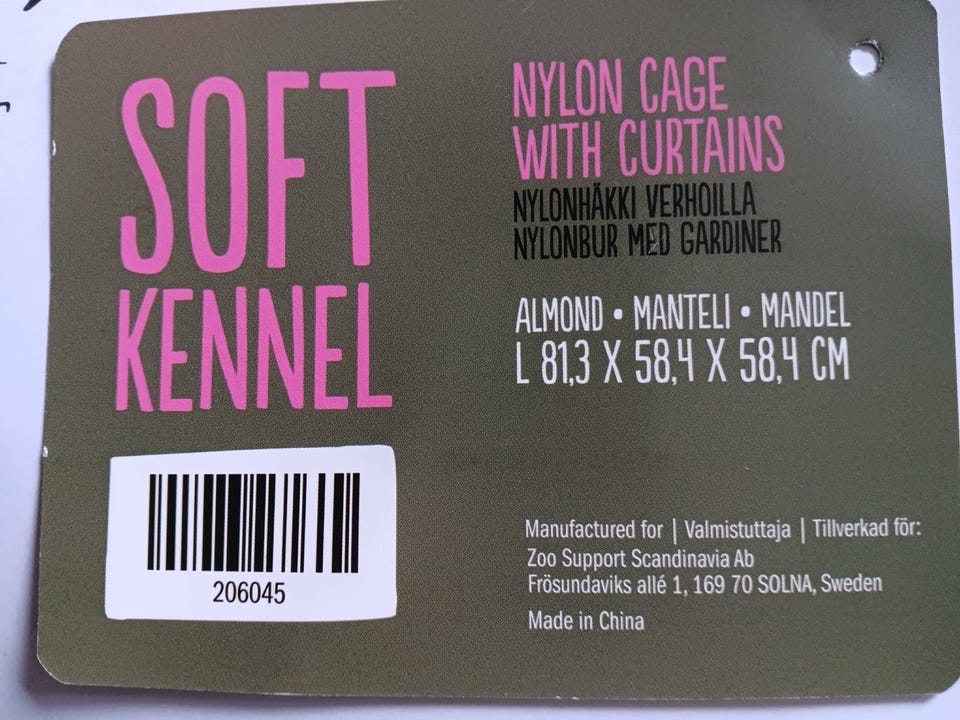 SOFT
KENNEL
NYLON CAGE
WITH CURTAINS
NYLONHÄKKI VERHOILLA
NYLONBUR MED GARDINER
ALMOND • MANTELI • MANDEL
L 81,3 X 58,4 X 58,4 CM
206045
Manufactured for | Valmistuttaja | Tillverkad för:
Zoo Support Scandinavia Ab
Frösundaviks allé 1, 169 70 SOLNA, Sweden
Made in China